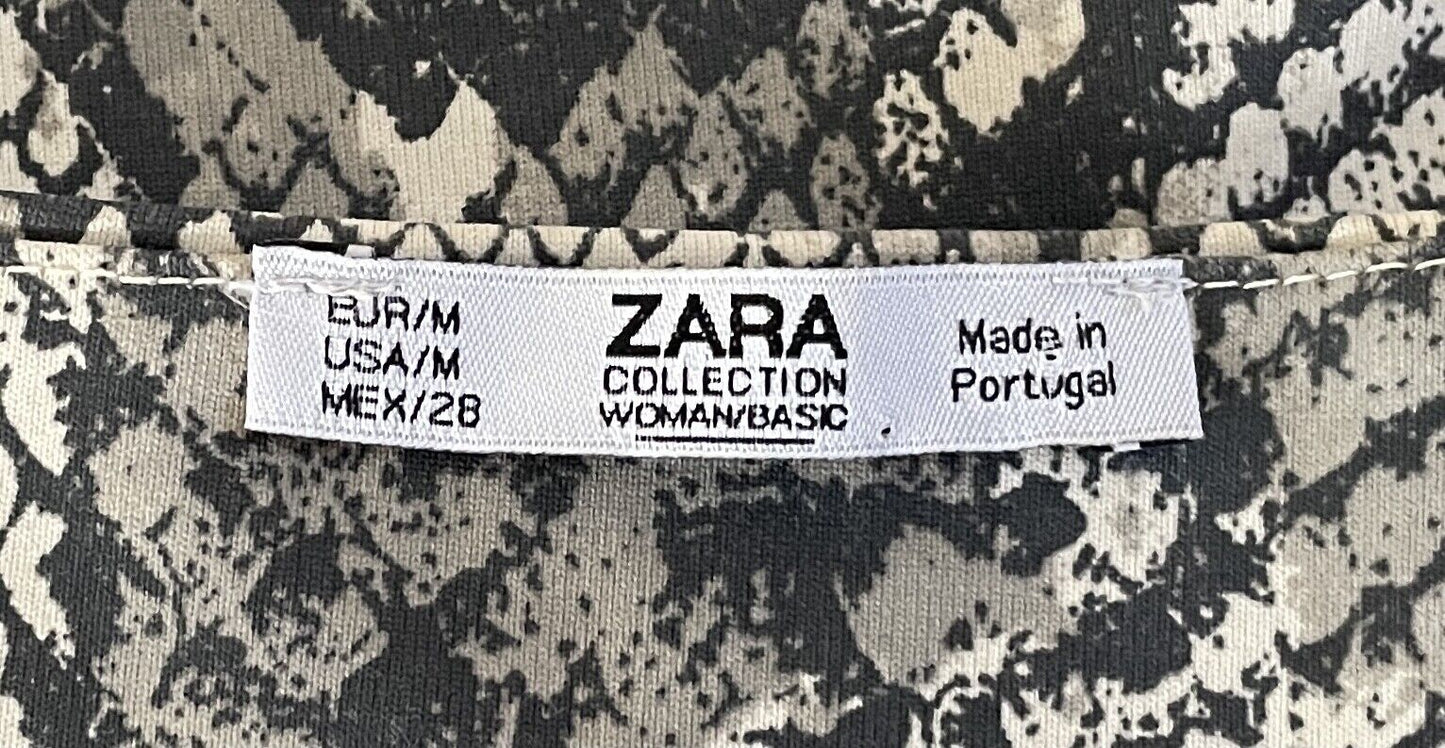 EUR/M
USA/M
MEX/28
ZARA
COLLECTION
WOMAN/BASIC
Made in
Portugal